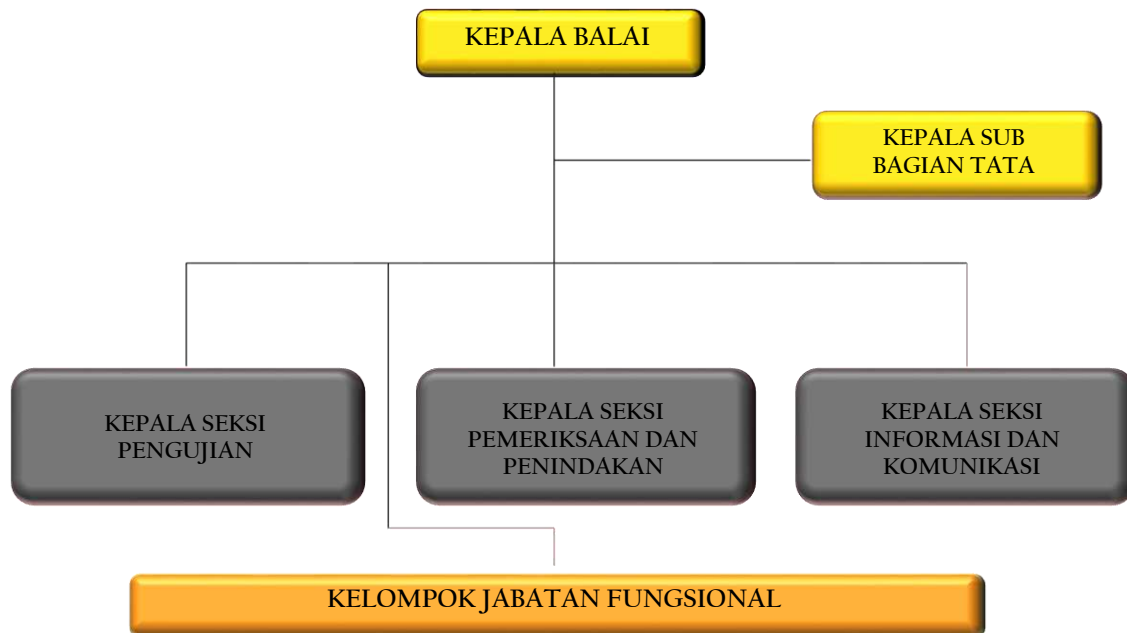 KEPALA BALAI
KEPALA SUB
BAGIAN TATA
KEPALA SEKSI
PENGUJIAN
KEPALA SEKSI
PEMERIKSAAN DAN
PENINDAKAN
KEPALA SEKSI
INFORMASI DAN
KOMUNIKASI
KELOMPOK JABATAN FUNGSIONAL